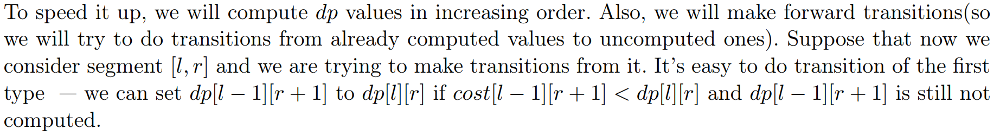 To speed it up, we will compute dp values in increasing order. Also, we will make forward transitions(so
we will try to do transitions from already computed values to uncomputed ones). Suppose that now we
consider segment [l, r] and we are trying to make transitions from it. It’s easy to do transition of the first
type — we can set dp[l − 1][r + 1] to dp[l][r] if cost[l − 1][r + 1] < dp[l][r] and dp[l − 1][r + 1] is still not
computed.